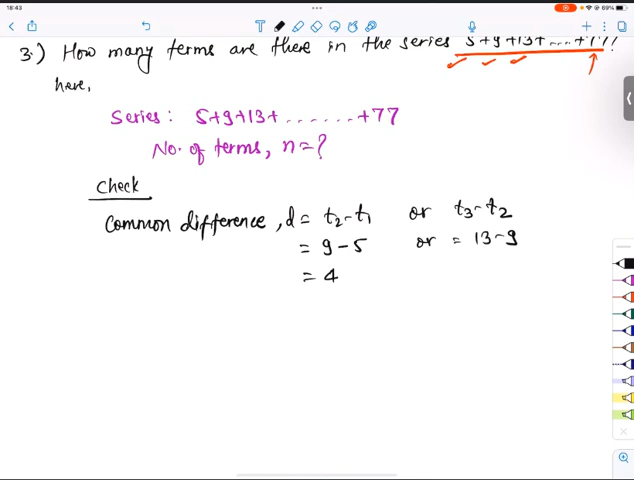 18:43
69%
3.) How many terms are there in the series 5+9+13+....+77?
here,
Series: 5+9+13+.......+77
No. of terms, n=?
Check
Common difference, d = t₂-t₁ or t₃-t₂
= 9-5 or = 13-9
= 4